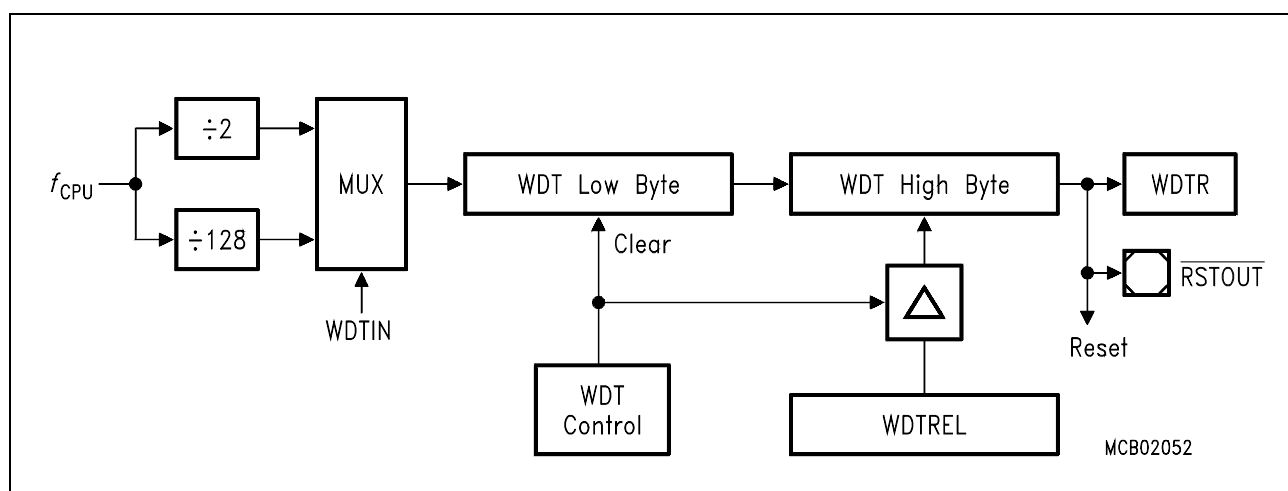 ÷2
fCPU
MUX
÷128
WDTIN
WDT Low Byte
Clear
WDT High Byte
WDTR
RSTOUT
Reset
WDT
Control
WDTREL
MCB02052